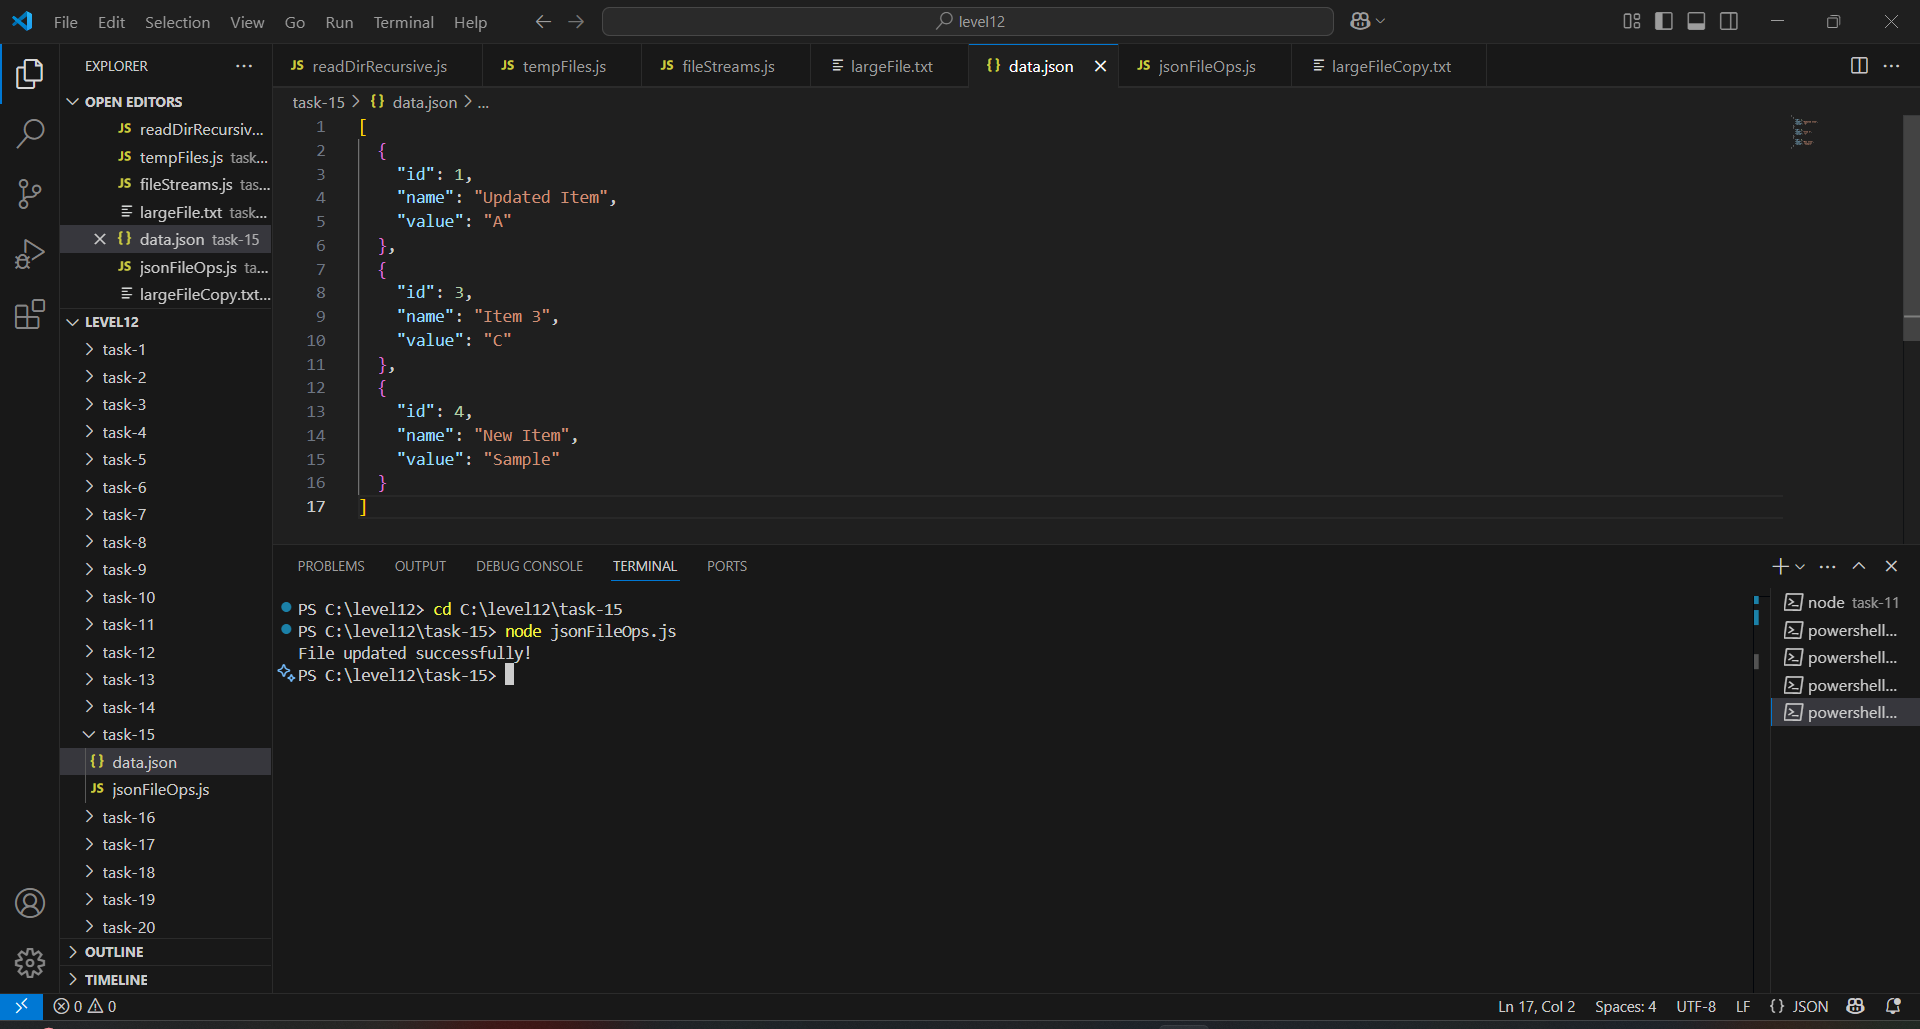 File Edit Selection View Go Run Terminal Help level12
EXPLORER
OPEN EDITORS
JS readDirRecursiv...
JS tempFiles.js task...
JS fileStreams.js tas...
largeFile.txt task...
{} data.json task-15
JS jsonFileOps.js ta...
largeFileCopy.txt...
LEVEL12
task-1
task-2
task-3
task-4
task-5
task-6
task-7
task-8
task-9
task-10
task-11
task-12
task-13
task-14
task-15
{} data.json
JS jsonFileOps.js
task-16
task-17
task-18
task-19
task-20
OUTLINE
TIMELINE
JS readDirRecursive.js JS tempFiles.js JS fileStreams.js largeFile.txt {} data.json JS jsonFileOps.js largeFileCopy.txt
task-15 > {} data.json > ...
1 [
2 {
3 "id": 1,
4 "name": "Updated Item",
5 "value": "A"
6 },
7 {
8 "id": 3,
9 "name": "Item 3",
10 "value": "C"
11 },
12 {
13 "id": 4,
14 "name": "New Item",
15 "value": "Sample"
16 }
17 ]
PROBLEMS OUTPUT DEBUG CONSOLE TERMINAL PORTS
PS C:\level12> cd C:\level12\task-15
PS C:\level12\task-15> node jsonFileOps.js
File updated successfully!
PS C:\level12\task-15>
node task-11
powershell...
powershell...
powershell...
powershell...
0 0 Ln 17, Col 2 Spaces: 4 UTF-8 LF {} JSON